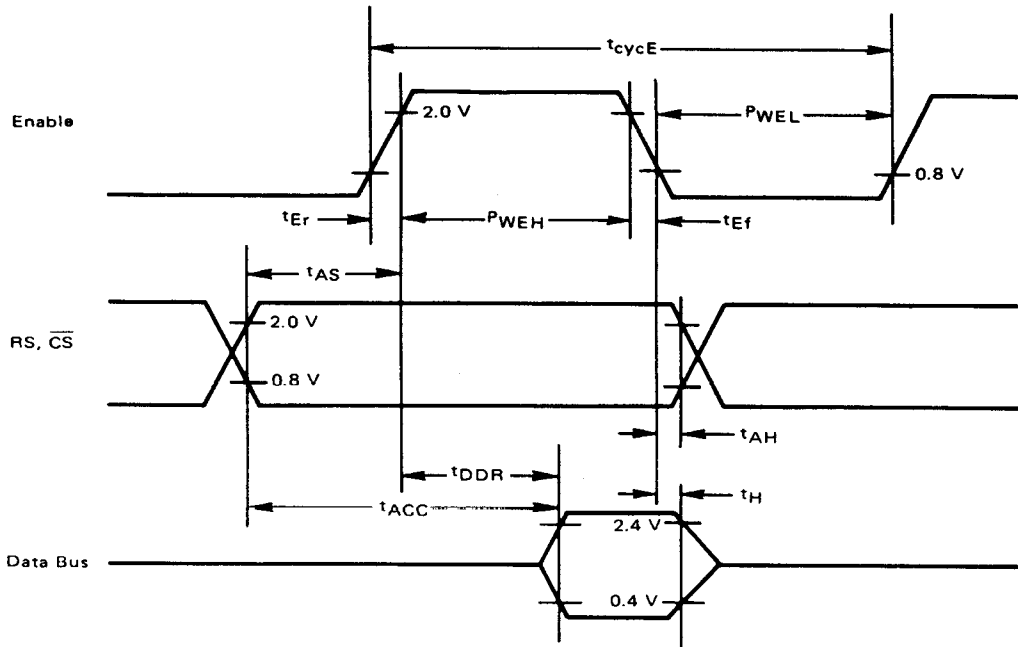 tcycE
Enable
2.0 V
PWEL
0.8 V
tEr
PWEH
tEf
tAS
RS, C̅S̅
2.0 V
0.8 V
tAH
tDDR
tH
tACC
2.4 V
Data Bus
0.4 V